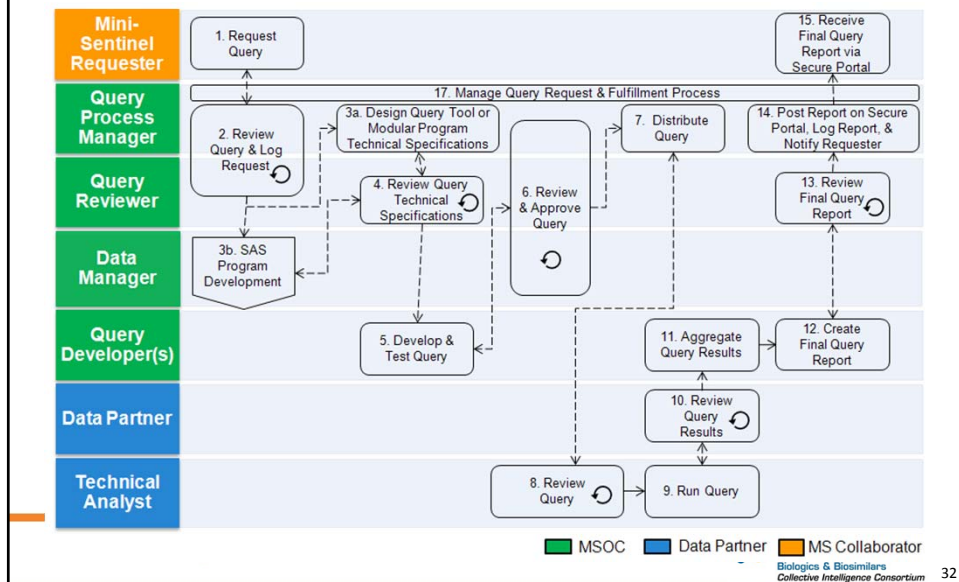 Mini-
Sentinel
Requester
1. Request
Query
15. Receive
Final Query
Report via
Secure Portal
17. Manage Query Request & Fulfillment Process
Query
Process
Manager
2. Review
Query & Log
Request
3a. Design Query Tool or
Modular Program
Technical Specifications
7. Distribute
Query
14. Post Report on Secure
Portal, Log Report, &
Notify Requester
Query
Reviewer
4. Review Query
Technical
Specifications
6. Review
& Approve
Query
13. Review
Final Query
Report
Data
Manager
3b. SAS
Program
Development
Query
Developer(s)
5. Develop &
Test Query
11. Aggregate
Query Results
12. Create
Final Query
Report
Data Partner
10. Review
Query
Results
Technical
Analyst
8. Review
Query
9. Run Query
MSOC
Data Partner
MS Collaborator
Biologics & Biosimilars
Collective Intelligence Consortium
32